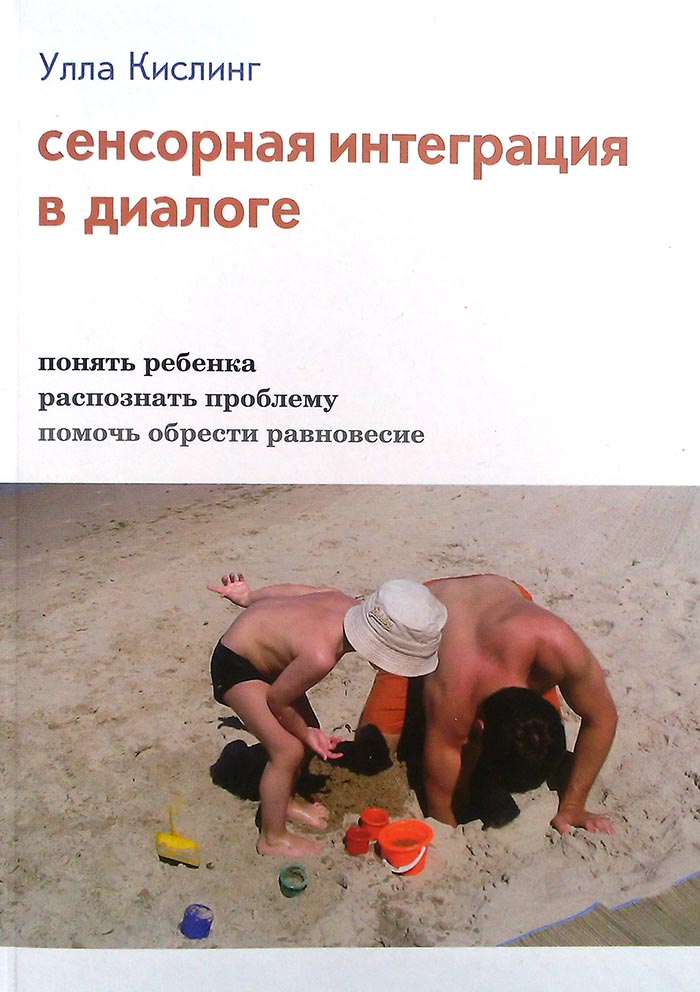 Улла Кислинг
сенсорная интеграция
в диалоге
понять ребенка
распознать проблему
помочь обрести равновесие